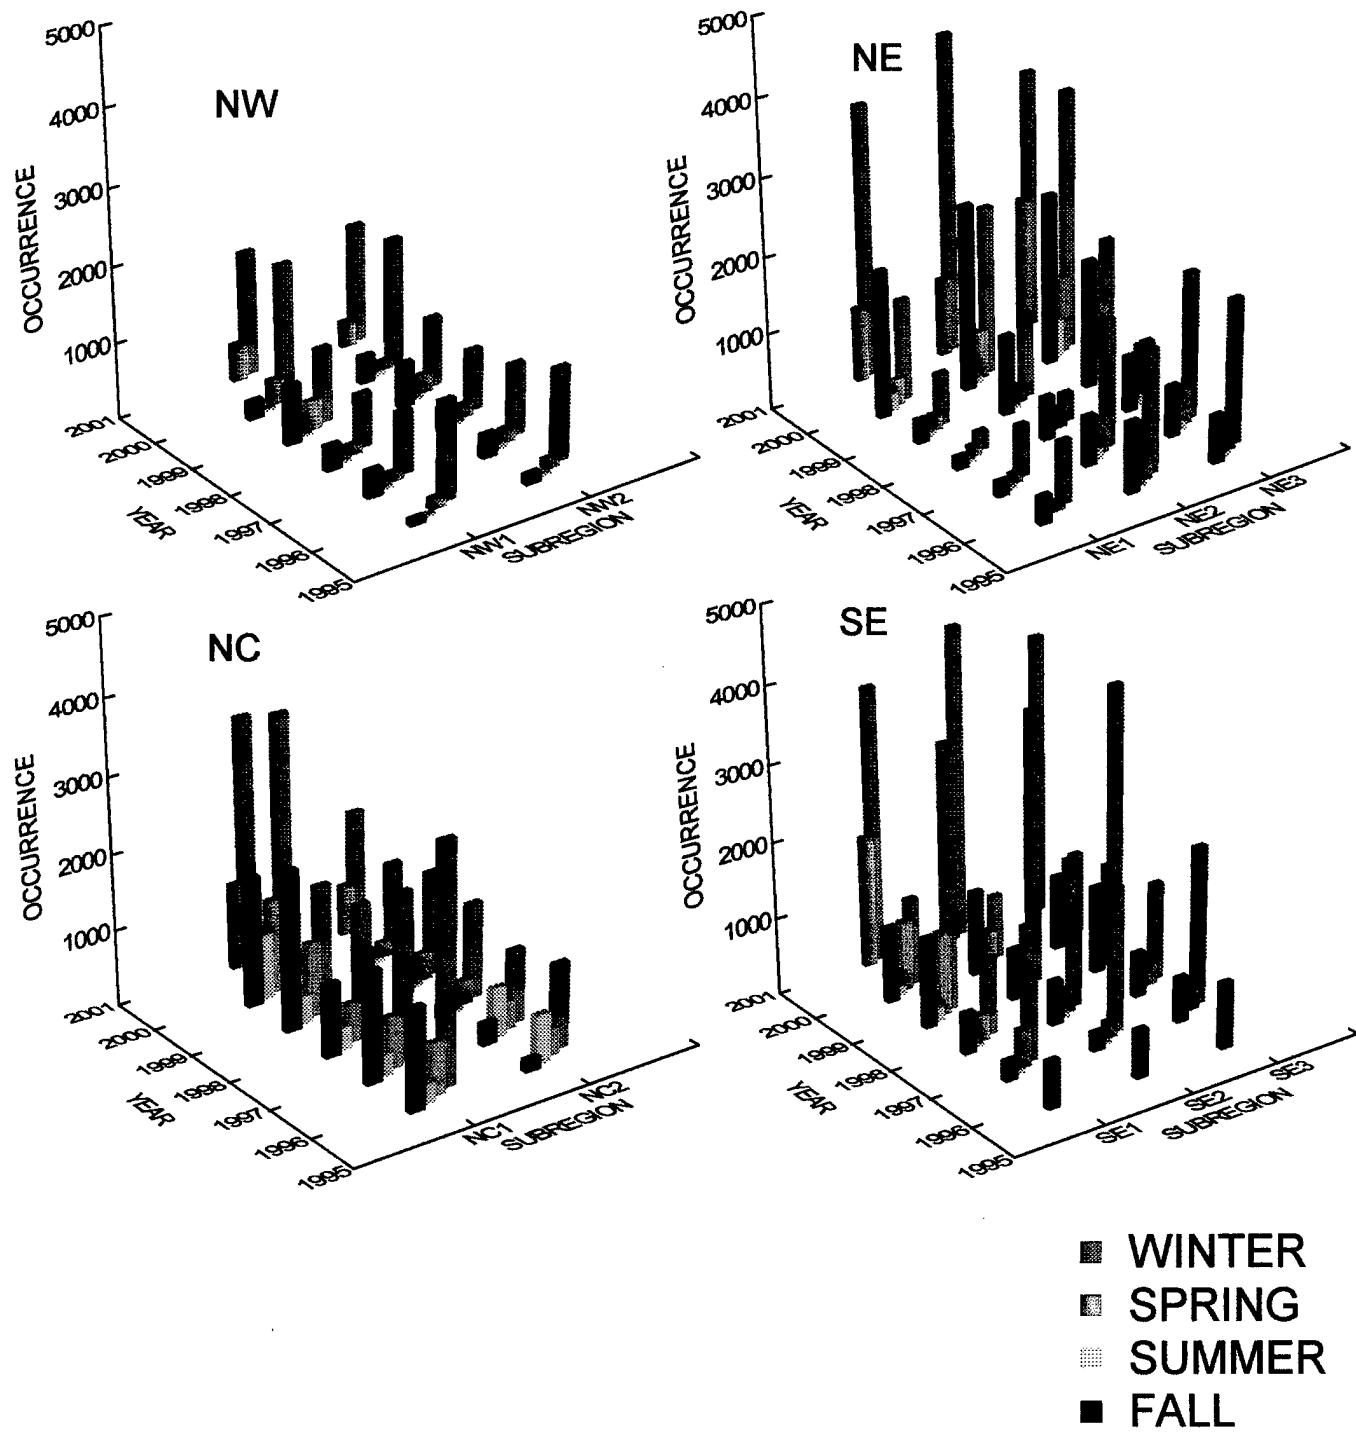 NW
OCCURRENCE
5000
4000
3000
2000
1000
2001
2000
1999
1998
1997
1996
1995
YEAR
NW1
NW2
SUBREGION
NE
OCCURRENCE
5000
4000
3000
2000
1000
2001
2000
1999
1998
1997
1996
1995
YEAR
NE1
NE2
NE3
SUBREGION
NC
OCCURRENCE
5000
4000
3000
2000
1000
2001
2000
1999
1998
1997
1996
1995
YEAR
NC1
NC2
SUBREGION
SE
OCCURRENCE
5000
4000
3000
2000
1000
2001
2000
1999
1998
1997
1996
1995
YEAR
SE1
SE2
SE3
SUBREGION
WINTER
SPRING
SUMMER
FALL